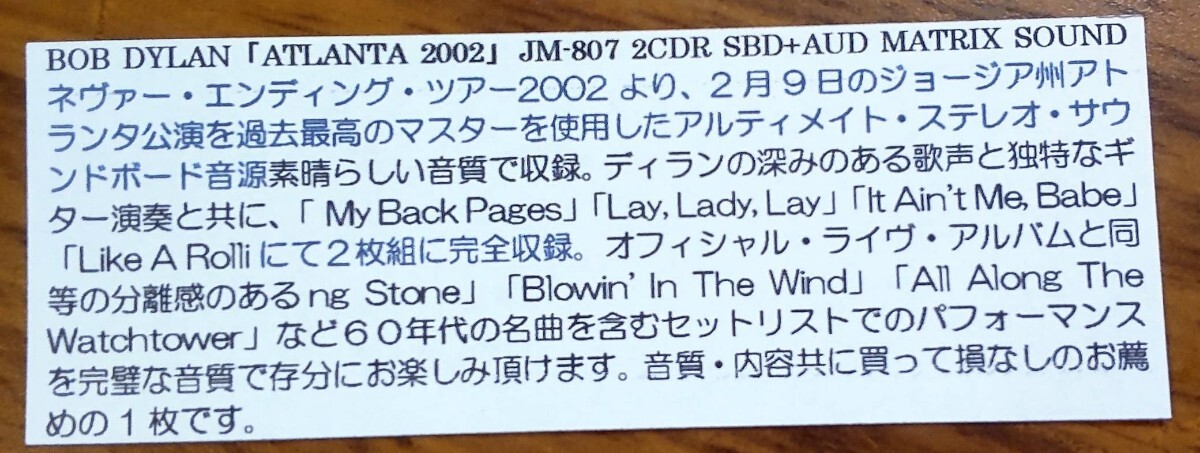 BOB DYLAN「ATLANTA 2002」 JM-807 2CDR SBD+AUD MATRIX SOUND
ネヴァー・エンディング・ツアー2002 より、２月９日のジョージア州アト
ランタ公演を過去最高のマスターを使用したアルティメイト・ステレオ・サウ
ンドボード音源素晴らしい音質で収録。ディランの深みのある歌声と独特なギ
ター演奏と共に、「 My Back Pages」「Lay, Lady, Lay」「It Ain't Me, Babe」
「Like A Rolli にて２枚組に完全収録。オフィシャル・ライヴ・アルバムと同
等の分離感のある ng Stone」「Blowin' In The Wind」「All Along The
Watchtower」など６０年代の名曲を含むセットリストでのパフォーマンス
を完璧な音質で存分にお楽しみ頂けます。音質・内容共に買って損なしのお薦
めの１枚です。